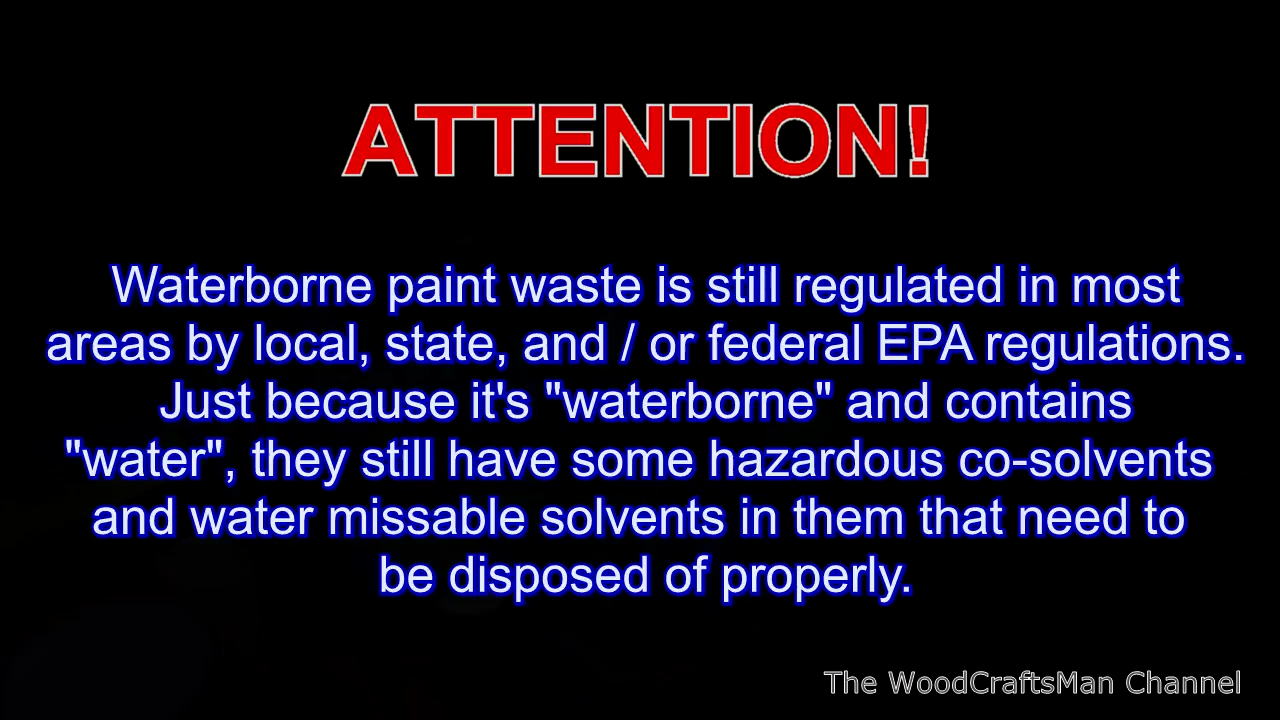 ATTENTION!
Waterborne paint waste is still regulated in most
areas by local, state, and / or federal EPA regulations.
Just because it's "waterborne" and contains
"water", they still have some hazardous co-solvents
and water missable solvents in them that need to
be disposed of properly.
The WoodCraftsMan Channel